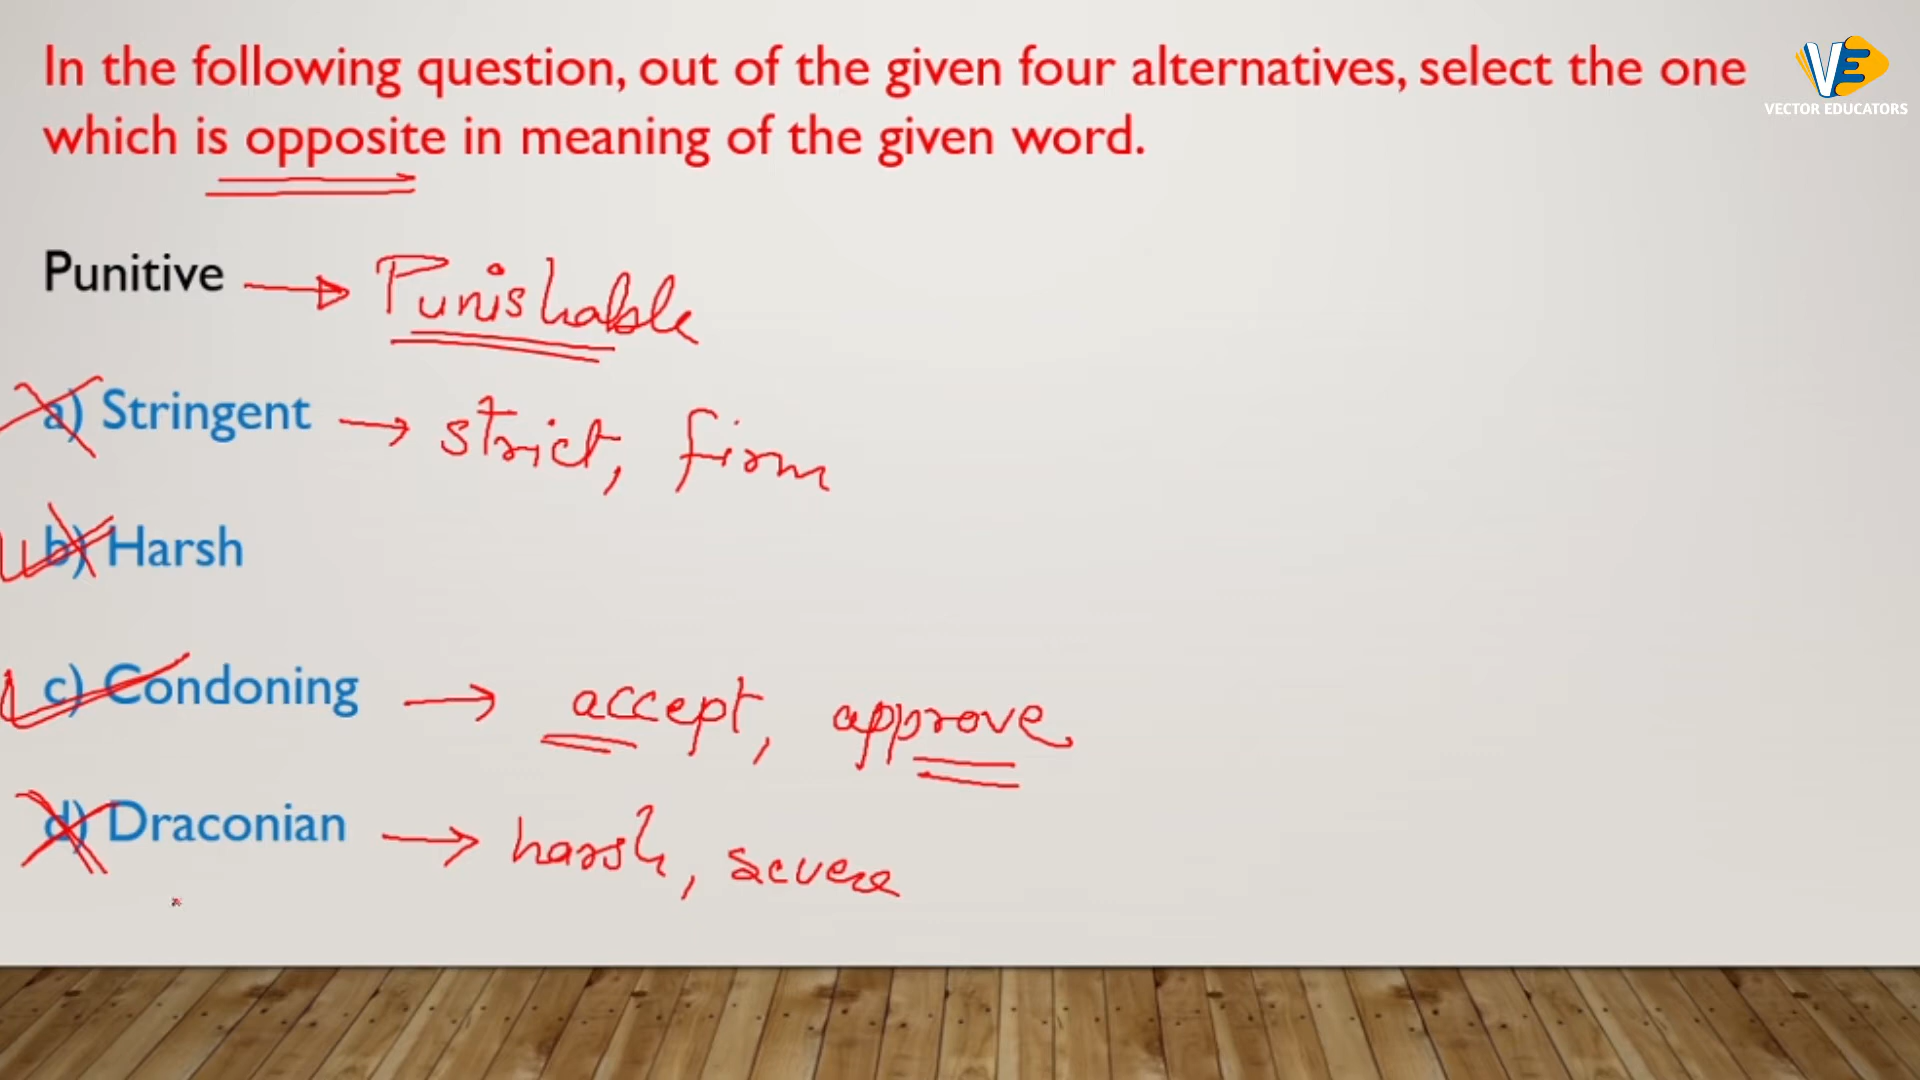 In the following question, out of the given four alternatives, select the one
which is opposite in meaning of the given word.
VE
VECTOR EDUCATORS
Punitive → Punishable
a) Stringent → strict, firm
b) Harsh
c) Condoning → accept, approve
d) Draconian → harsh, severe